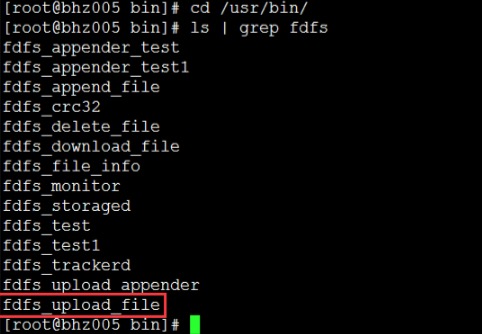 [root@bhz005 bin]# cd /usr/bin/
[root@bhz005 bin]# ls | grep fdfs
fdfs_appender_test
fdfs_appender_test1
fdfs_append_file
fdfs_crc32
fdfs_delete_file
fdfs_download_file
fdfs_file_info
fdfs_monitor
fdfs_storaged
fdfs_test
fdfs_test1
fdfs_trackerd
fdfs_upload_appender
fdfs_upload_file
[root@bhz005 bin]#